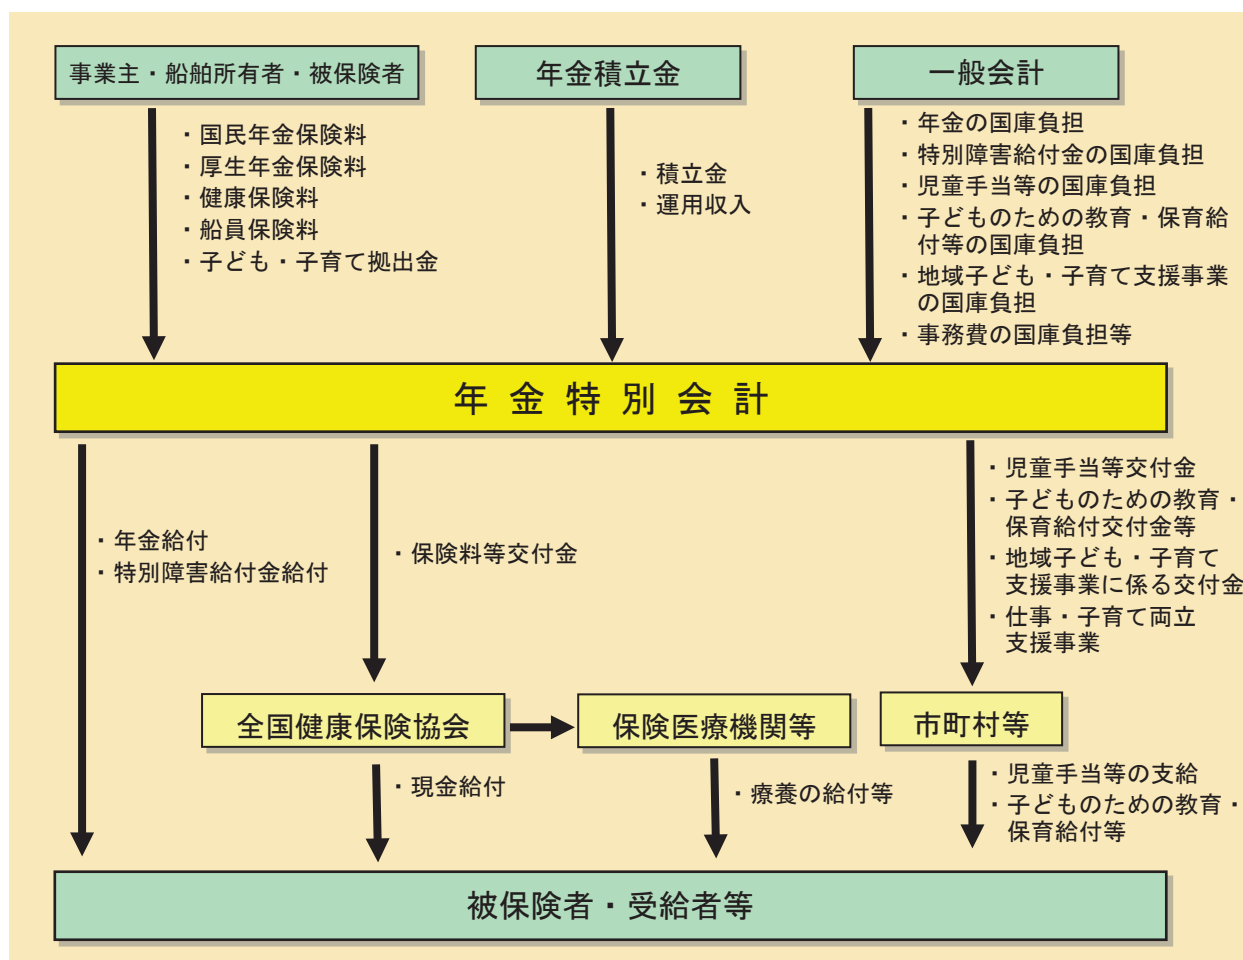 事業主・船舶所有者・被保険者
・国民年金保険料
・厚生年金保険料
・健康保険料
・船員保険料
・子ども・子育て拠出金
年金積立金
・積立金
・運用収入
一般会計
・年金の国庫負担
・特別障害給付金の国庫負担
・児童手当等の国庫負担
・子どものための教育・保育給
付等の国庫負担
・地域子ども・子育て支援事業
の国庫負担
・事務費の国庫負担等
年金特別会計
・年金給付
・特別障害給付金給付
・保険料等交付金
・児童手当等交付金
・子どものための教育・
保育給付交付金等
・地域子ども・子育て
支援事業に係る交付金
・仕事・子育て両立
支援事業
全国健康保険協会
保険医療機関等
市町村等
・現金給付
・療養の給付等
・児童手当等の支給
・子どものための教育・
保育給付等
被保険者・受給者等